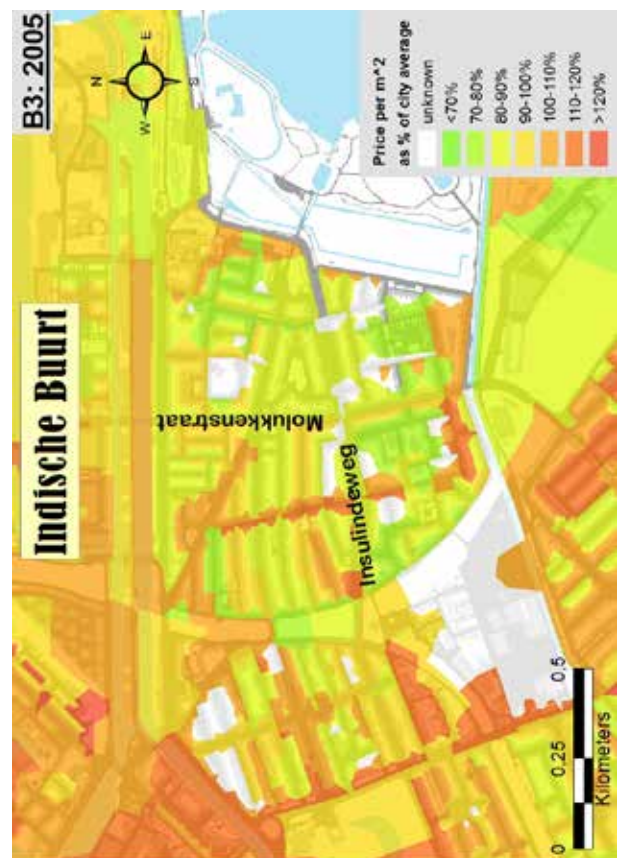 B3: 2005
Indische Buurt
N
E
S
W
Molukkenstraat
Insulindeweg
Price per m^2
as % of city average
unknown
<70%
70-80%
80-90%
90-100%
100-110%
110-120%
>120%
0 0.25 0.5
Kilometers